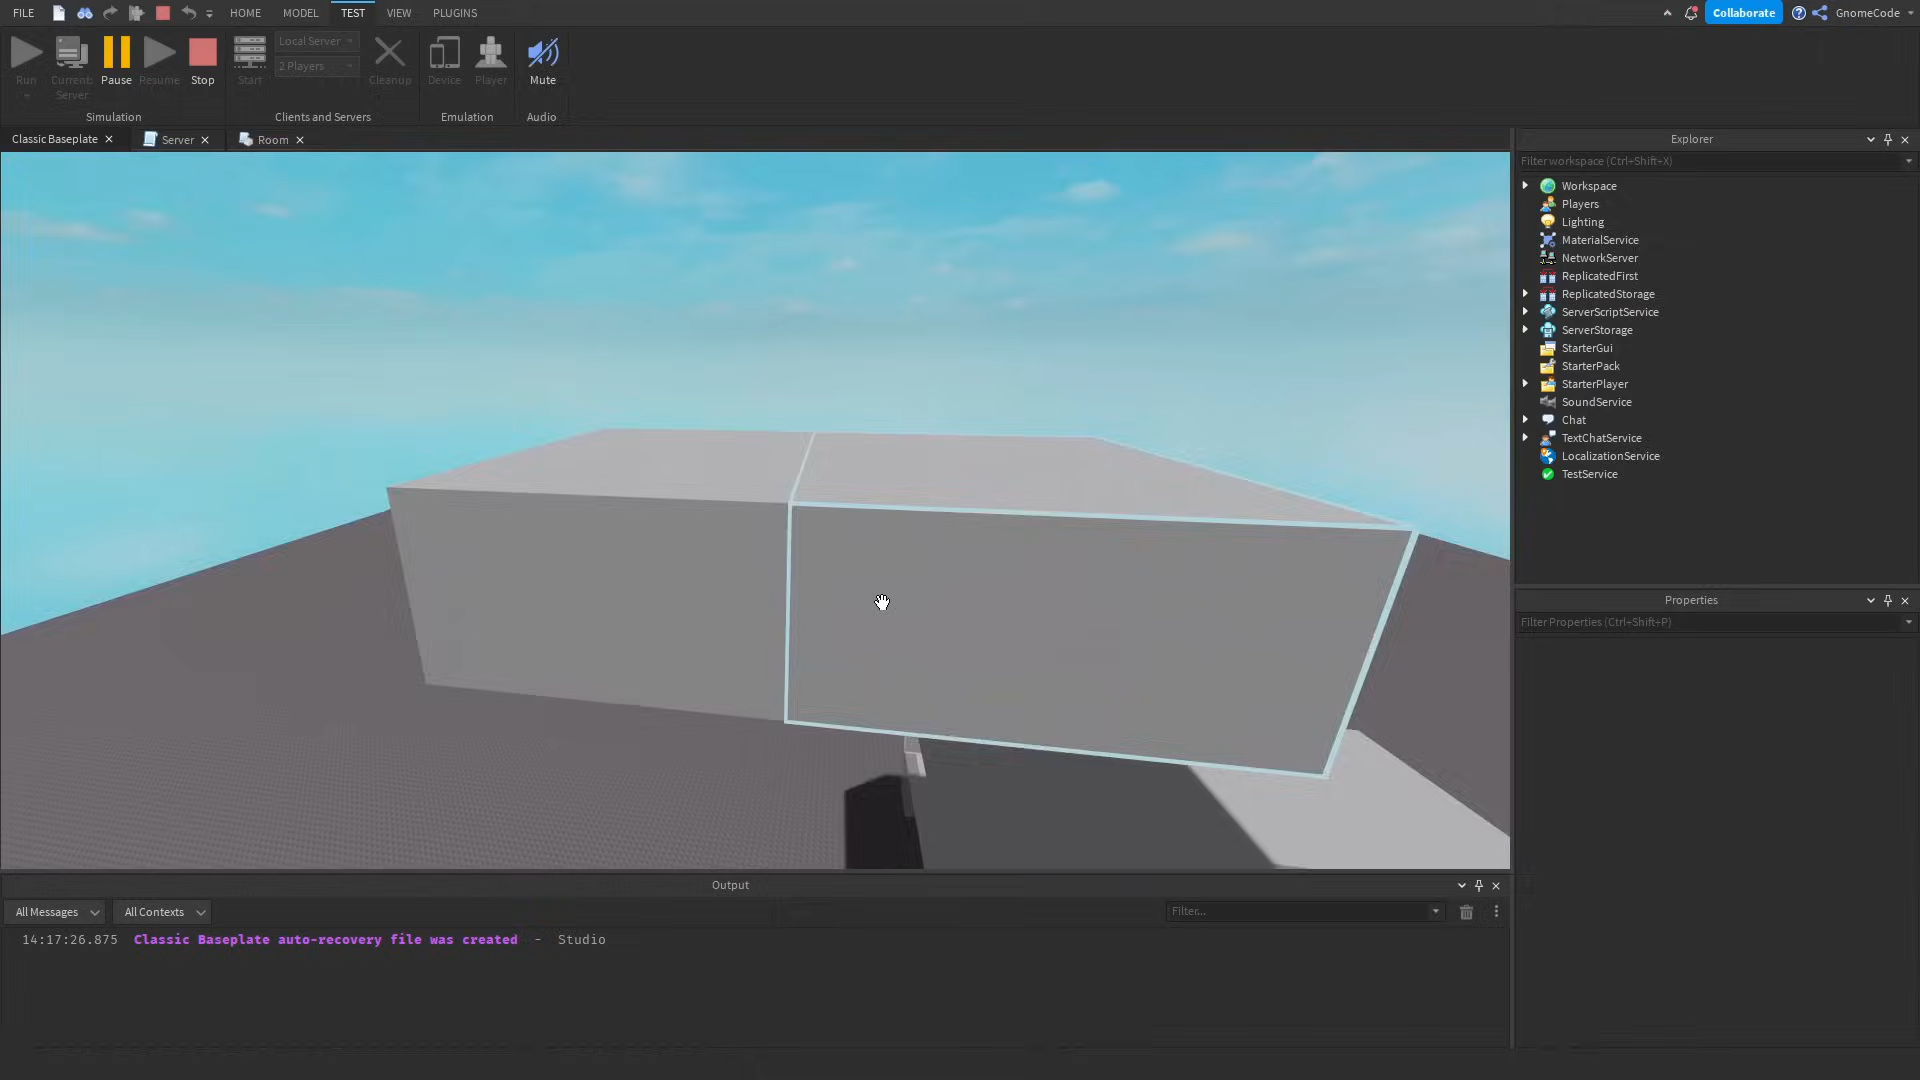 FILE HOME MODEL TEST VIEW PLUGINS Collaborate GnomeCode
Run Current Server Pause Resume Stop Start Local Server 2 Players Cleanup Device Player Mute
Simulation Clients and Servers Emulation Audio
Classic Baseplate Server Room
Explorer
Filter workspace (Ctrl+Shift+X)
Workspace
Players
Lighting
MaterialService
NetworkServer
ReplicatedFirst
ReplicatedStorage
ServerScriptService
ServerStorage
StarterGui
StarterPack
StarterPlayer
SoundService
Chat
TextChatService
LocalizationService
TestService
Properties
Filter Properties (Ctrl+Shift+P)
Output
All Messages All Contexts Filter...
14:17:26.875 Classic Baseplate auto-recovery file was created - Studio